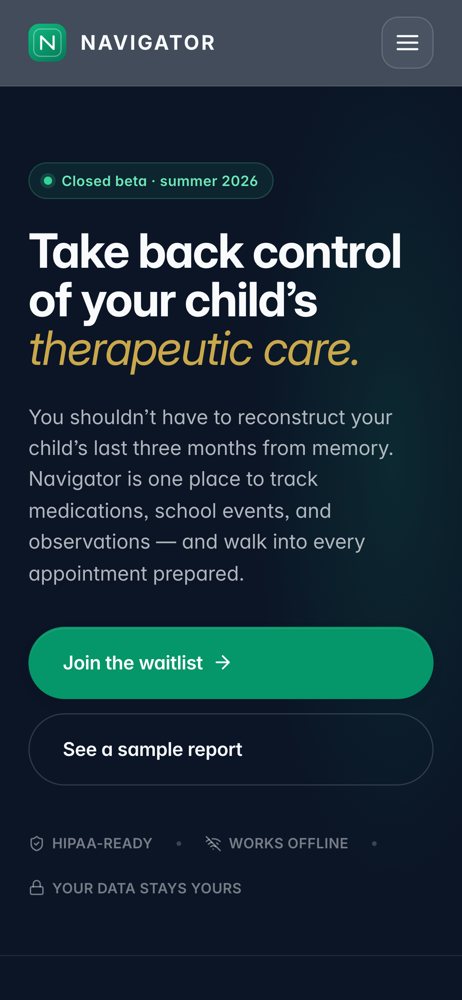 N NAVIGATOR
Closed beta · summer 2026
Take back control
of your child’s
therapeutic care.
You shouldn’t have to reconstruct your
child’s last three months from memory.
Navigator is one place to track
medications, school events, and
observations — and walk into every
appointment prepared.
Join the waitlist →
See a sample report
HIPAA-READY • WORKS OFFLINE •
YOUR DATA STAYS YOURS